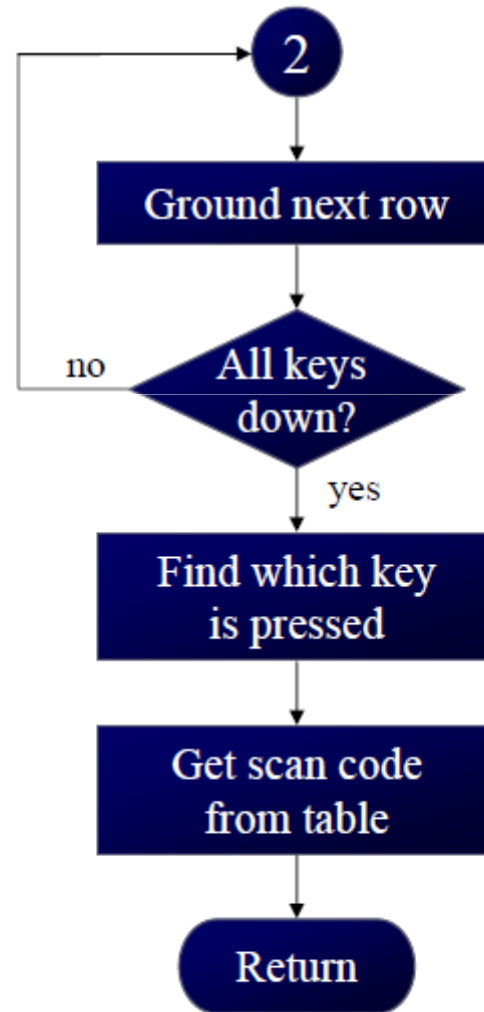 2
Ground next row
no
All keys
down?
yes
Find which key
is pressed
Get scan code
from table
Return